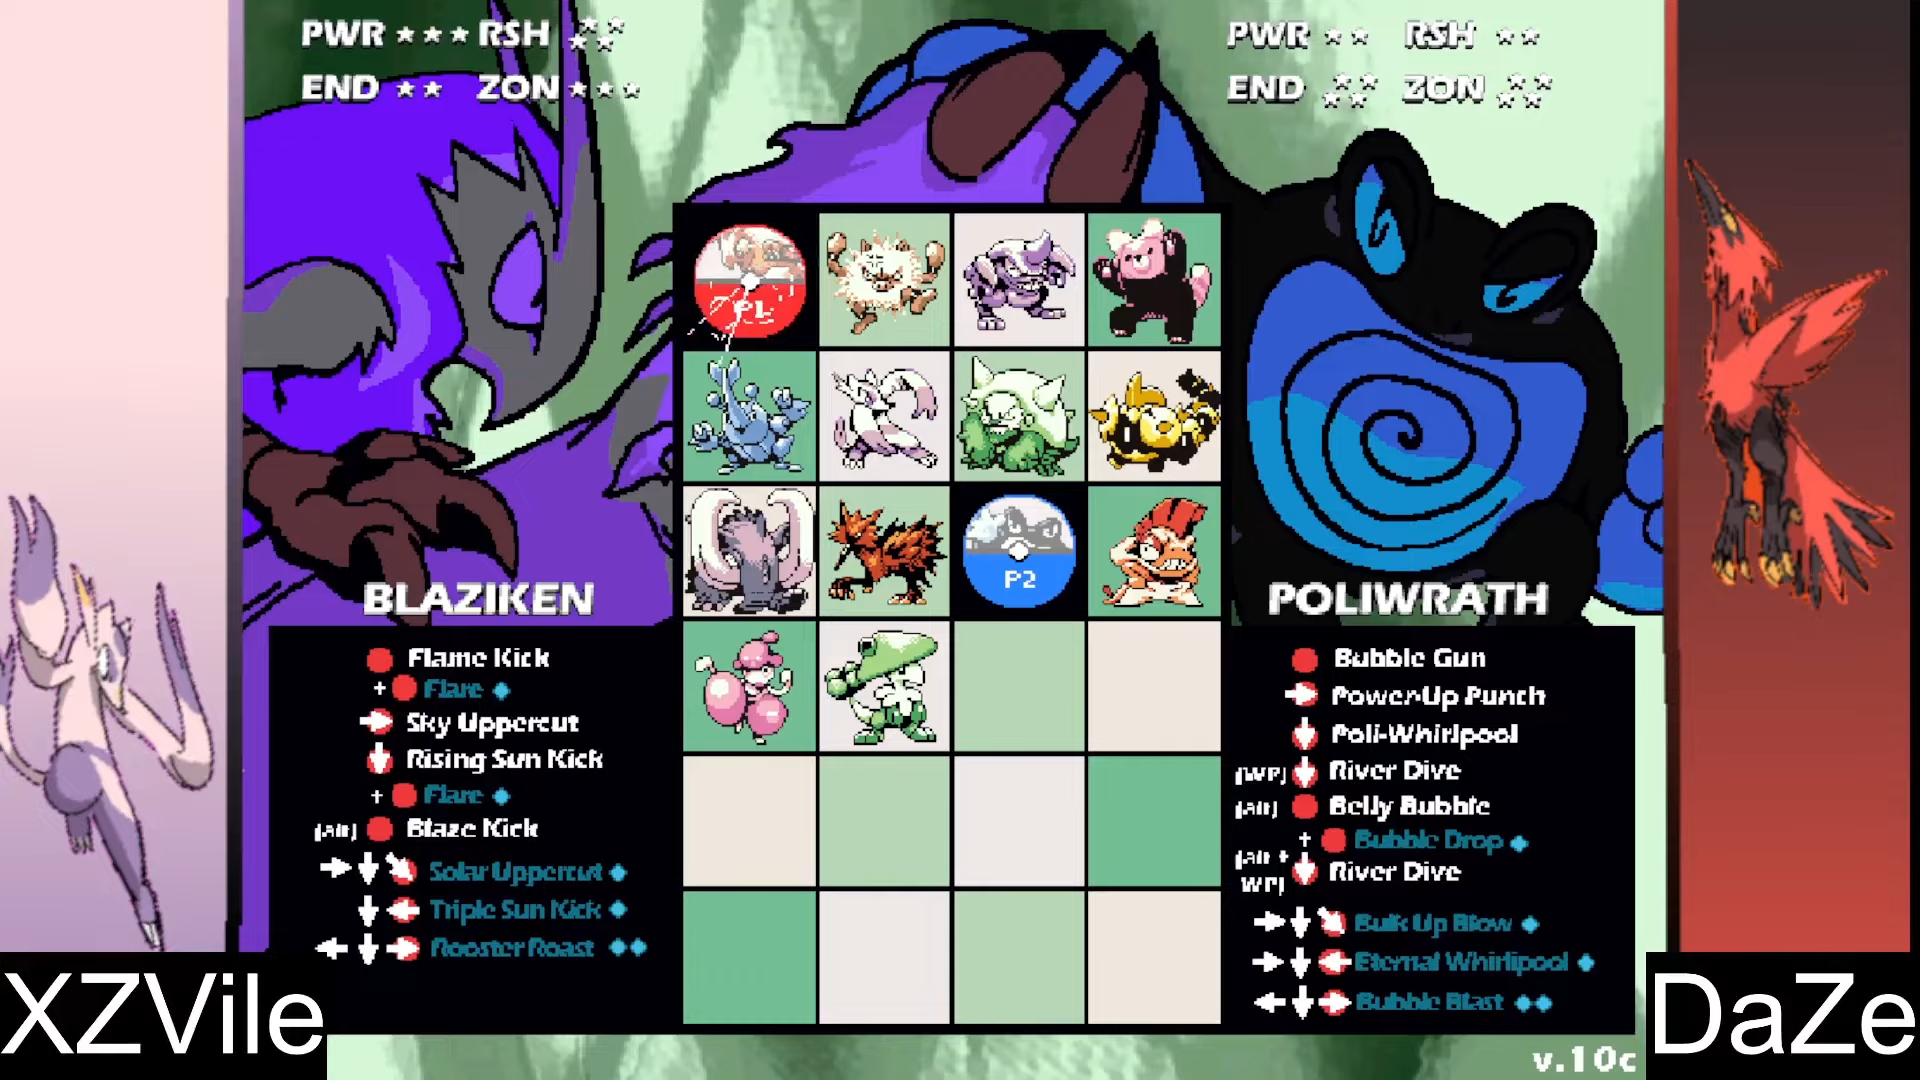 PWR ★★★ RSH ★★★★
END ★★ ZON ★★★
PWR ★★ RSH ★★
END ★★★★ ZON ★★★★
P1
P2
BLAZIKEN
Flame Kick
+ Flare
Sky Uppercut
Rising Sun Kick
+ Flare
[AIR] Blaze Kick
Solar Uppercut
Triple Sun Kick
Rooster Roast
POLIWRATH
Bubble Gun
Power-Up Punch
Poli-Whirlpool
[WP] River Dive
[AIR] Belly Bubble
+ Bubble Drop
[AIR + WP] River Dive
Bulk Up Blow
Eternal Whirlipool
Bubble Blast
XZVile
DaZe
v.10c